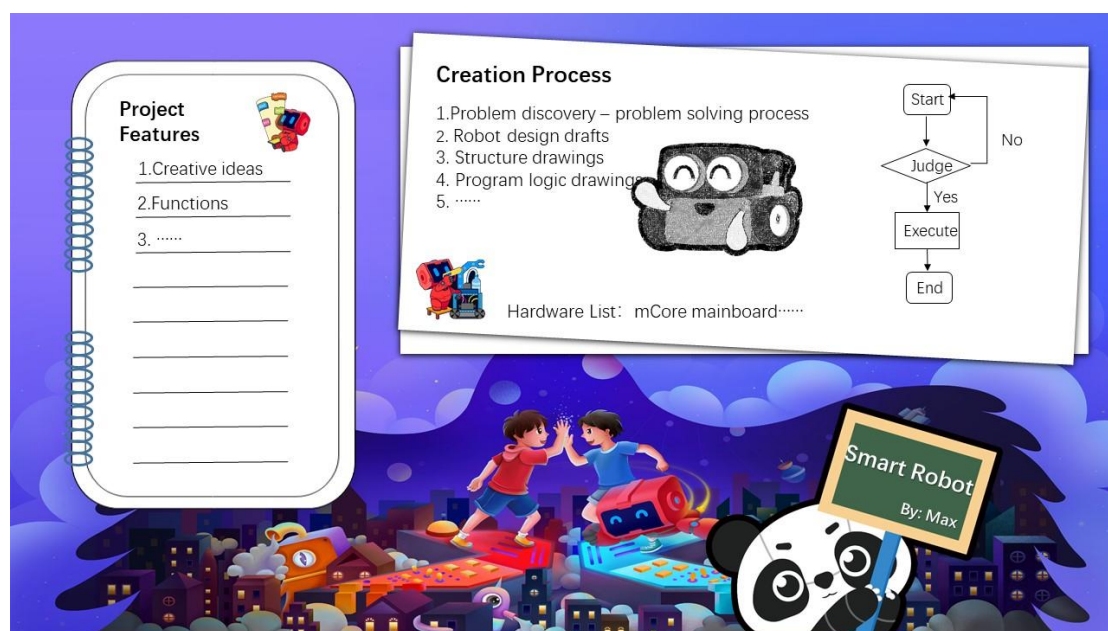 Project
Features
1.Creative ideas
2.Functions
3. ······
Creation Process
1.Problem discovery – problem solving process
2. Robot design drafts
3. Structure drawings
4. Program logic drawings
5. ······
Hardware List： mCore mainboard······
Start
No
Judge
Yes
Execute
End
Smart Robot
By: Max